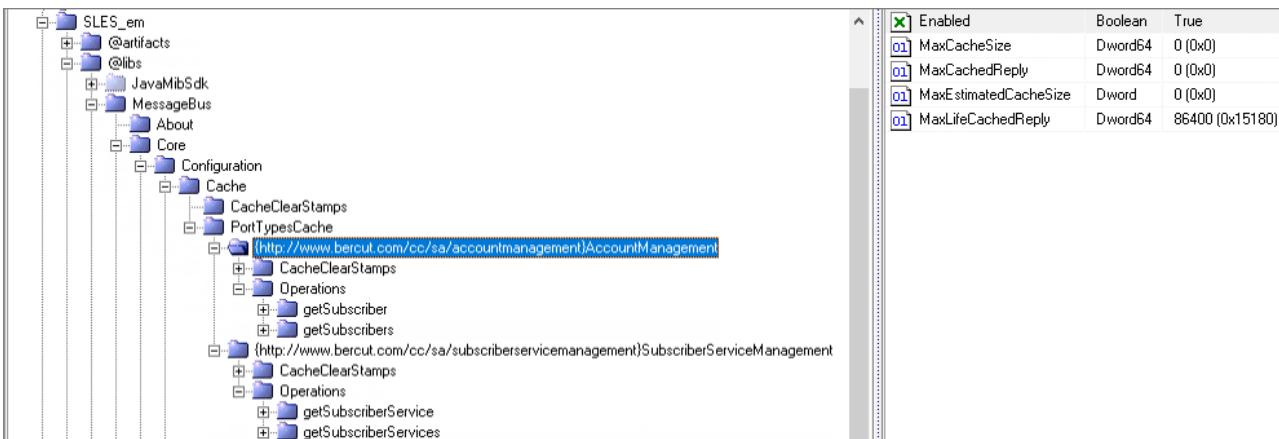 SLES_em
@artifacts
@libs
JavaMibSdk
MessageBus
About
Core
Configuration
Cache
CacheClearStamps
PortTypesCache
{http://www.bercut.com/cc/sa/accountmanagement}AccountManagement
CacheClearStamps
Operations
getSubscriber
getSubscribers
{http://www.bercut.com/cc/sa/subscriberservicemanagement}SubscriberServiceManagement
CacheClearStamps
Operations
getSubscriberService
getSubscriberServices
Enabled Boolean True
MaxCacheSize Dword64 0 (0x0)
MaxCachedReply Dword64 0 (0x0)
MaxEstimatedCacheSize Dword 0 (0x0)
MaxLifeCachedReply Dword64 86400 (0x15180)